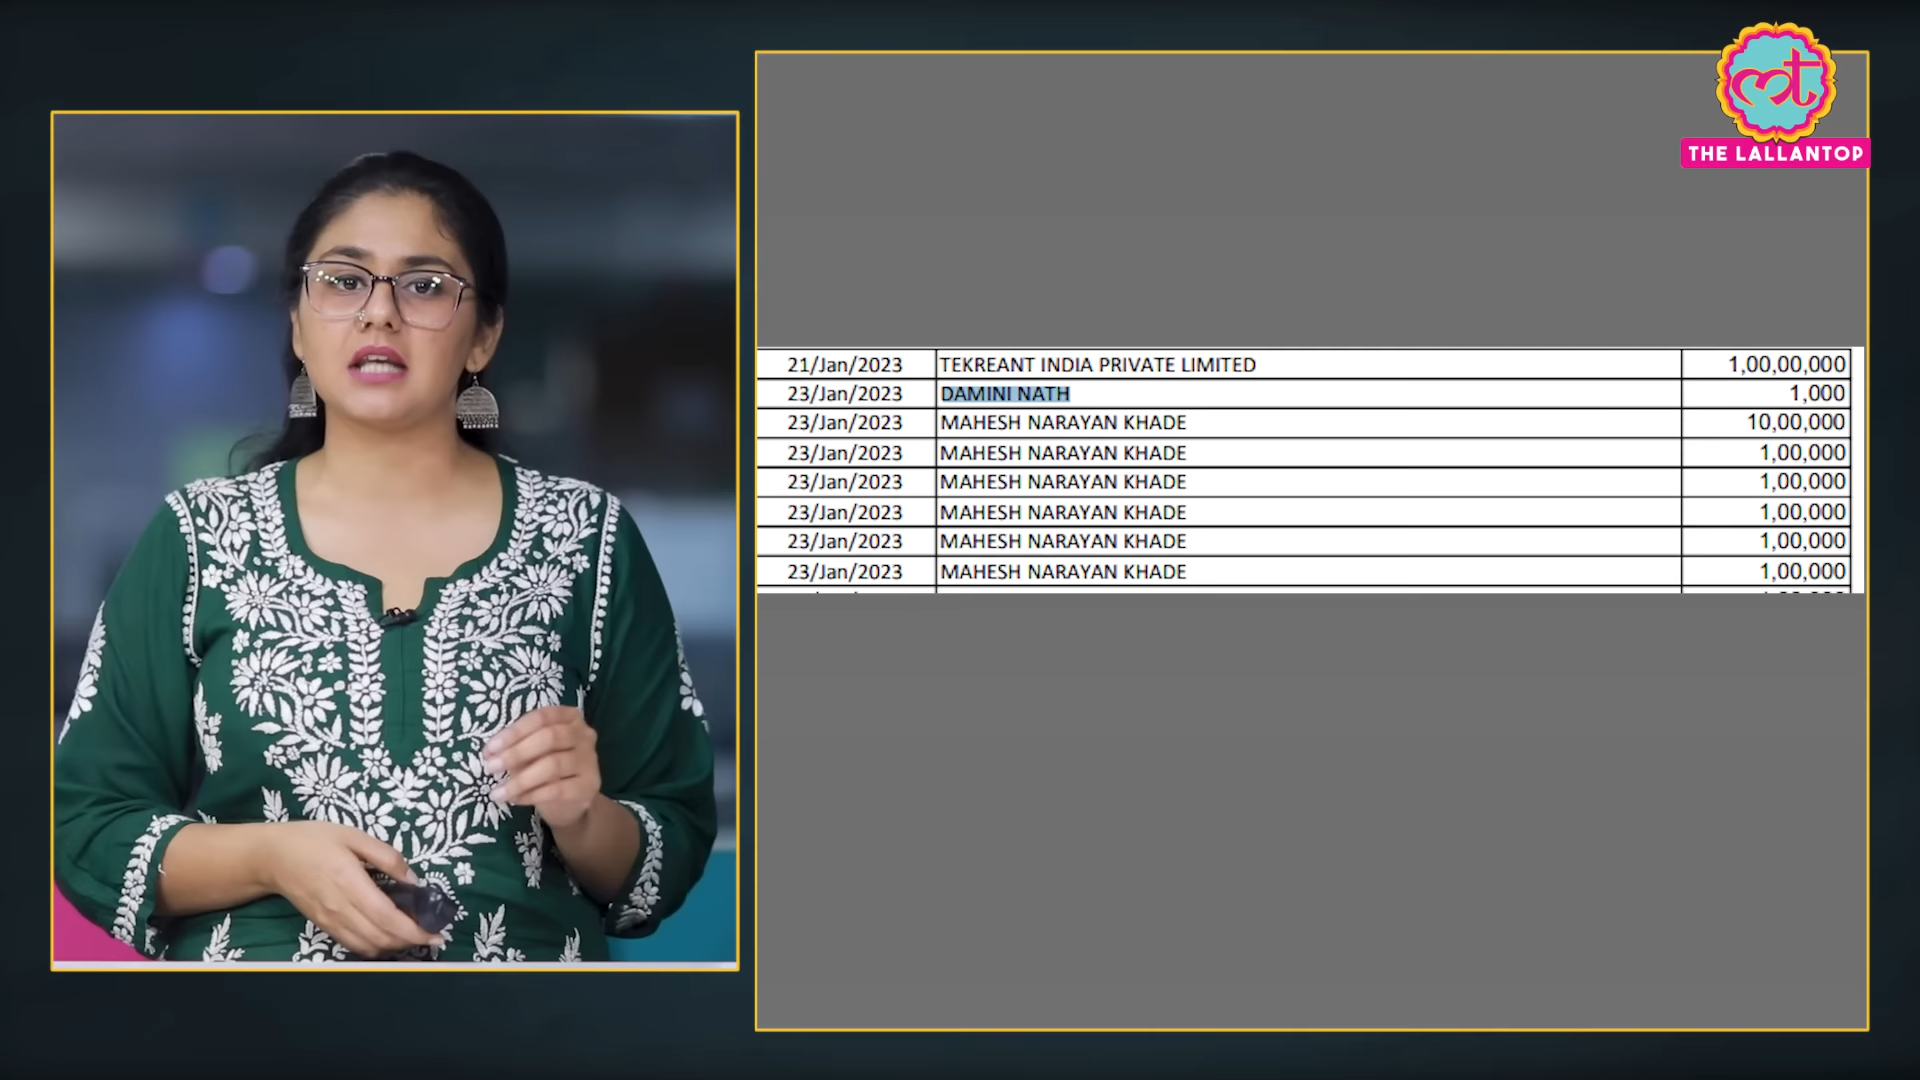 लT
THE LALLANTOP
21/Jan/2023 TEKREANT INDIA PRIVATE LIMITED 1,00,00,000
23/Jan/2023 DAMINI NATH 1,000
23/Jan/2023 MAHESH NARAYAN KHADE 10,00,000
23/Jan/2023 MAHESH NARAYAN KHADE 1,00,000
23/Jan/2023 MAHESH NARAYAN KHADE 1,00,000
23/Jan/2023 MAHESH NARAYAN KHADE 1,00,000
23/Jan/2023 MAHESH NARAYAN KHADE 1,00,000
23/Jan/2023 MAHESH NARAYAN KHADE 1,00,000